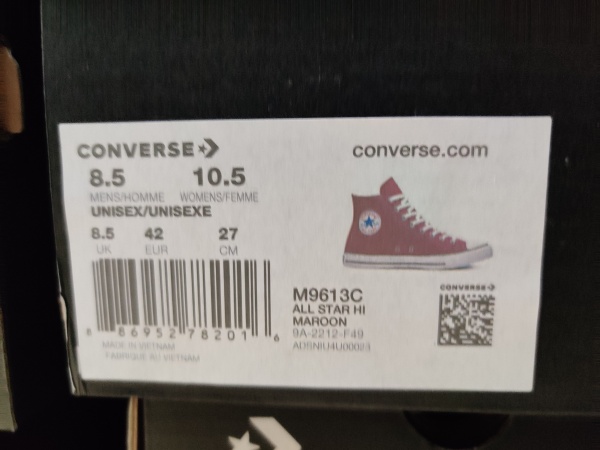 CONVERSE
converse.com
8.5 10.5
MENS/HOMME WOMENS/FEMME
UNISEX/UNISEXE
8.5 42 27
UK EUR CM
8 86952 78201 6
MADE IN VIETNAM
FABRIQUE AU VIETNAM
M9613C
ALL STAR HI
MAROON
9A-2212-F49
CONVERSE